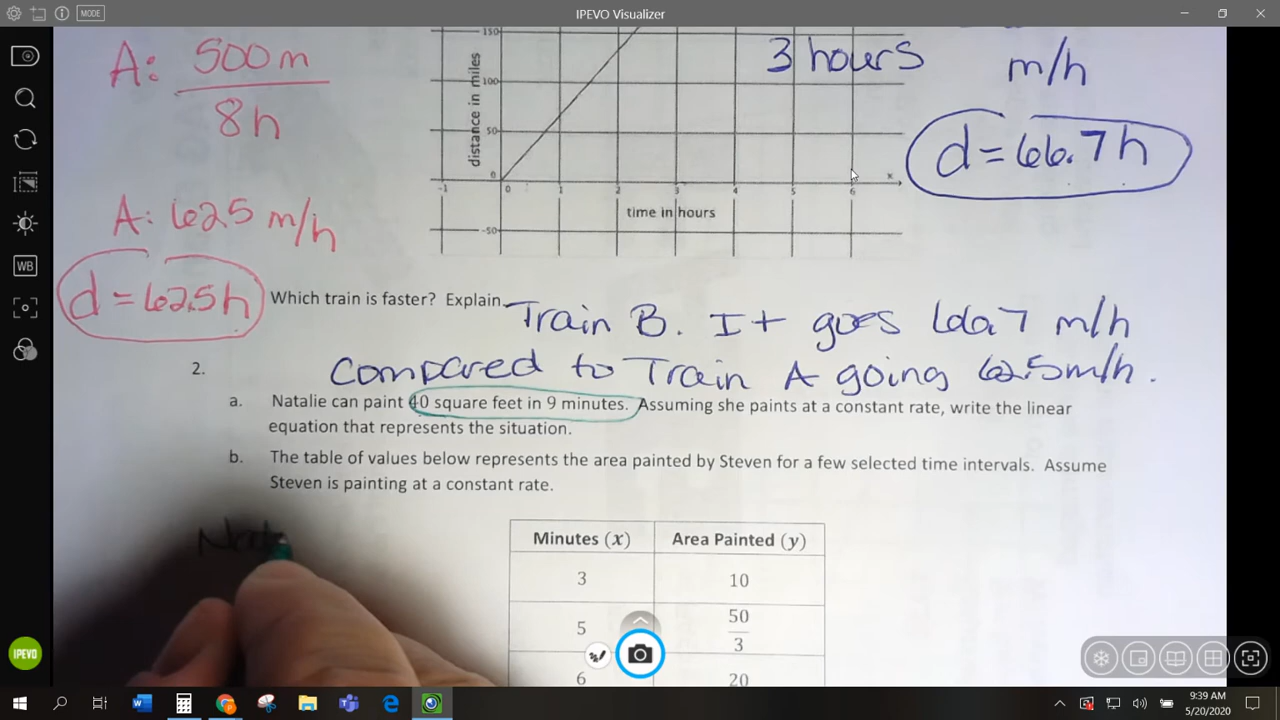 IPEVO Visualizer
MODE
WB
IPEVO
A: 500 m
8h
A: 62.5 m/h
d = 62.5h
150
100
50
0
-50
-1 0 1 2 3 4 5 6 x
distance in miles
time in hours
3 hours
m/h
d = 66.7h
Which train is faster? Explain.
Train B. It goes 66.7 m/h
Compared to Train A going 62.5 m/h.
2.
a. Natalie can paint 40 square feet in 9 minutes. Assuming she paints at a constant rate, write the linear
equation that represents the situation.
b. The table of values below represents the area painted by Steven for a few selected time intervals. Assume
Steven is painting at a constant rate.
Nat
Minutes (x) Area Painted (y)
3 10
5 50
3
6 20
9:39 AM
5/20/2020